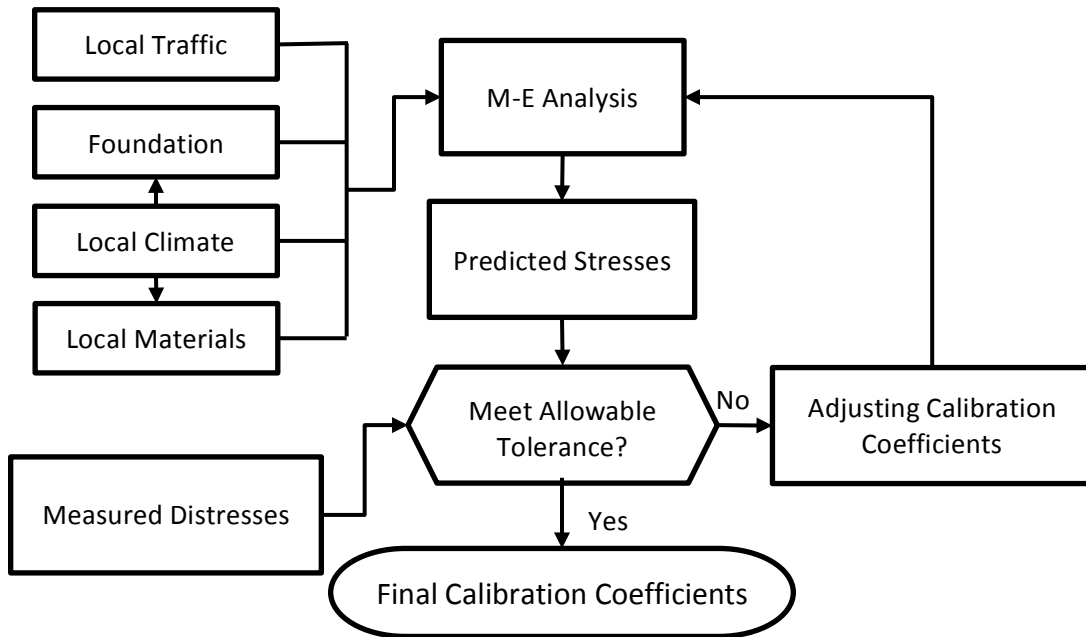 Local Traffic
M-E Analysis
Foundation
Local Climate
Predicted Stresses
Local Materials
Meet Allowable
Tolerance?
No
Adjusting Calibration
Coefficients
Measured Distresses
Yes
Final Calibration Coefficients